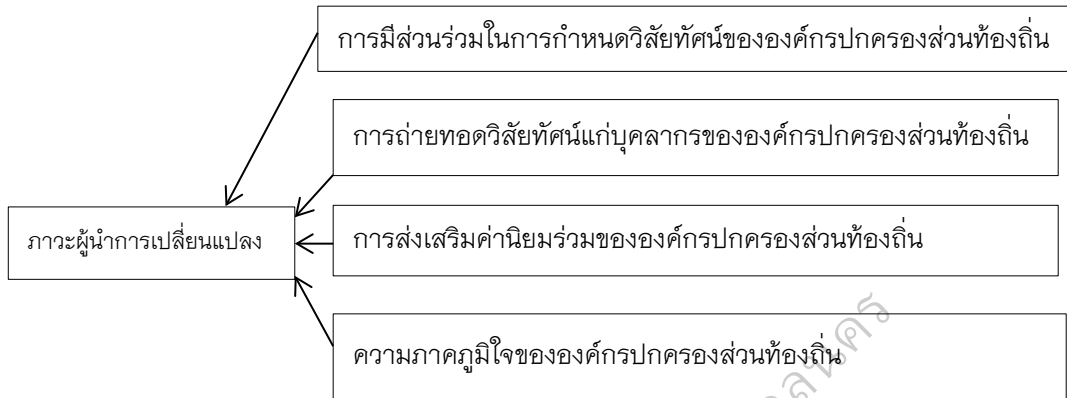 การมีส่วนร่วมในการกำหนดวิสัยทัศน์ขององค์กรปกครองส่วนท้องถิ่น
การถ่ายทอดวิสัยทัศน์แก่บุคลากรขององค์กรปกครองส่วนท้องถิ่น
ภาวะผู้นำการเปลี่ยนแปลง
การส่งเสริมค่านิยมร่วมขององค์กรปกครองส่วนท้องถิ่น
ความภาคภูมิใจขององค์กรปกครองส่วนท้องถิ่น